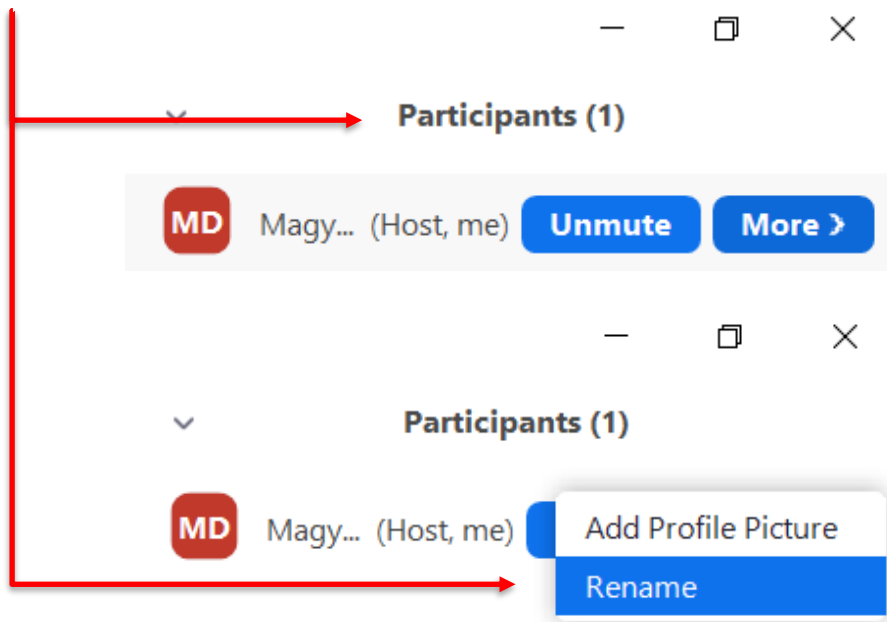 Participants (1)
MD Magy... (Host, me) Unmute More >
Participants (1)
MD Magy... (Host, me) Add Profile Picture
Rename